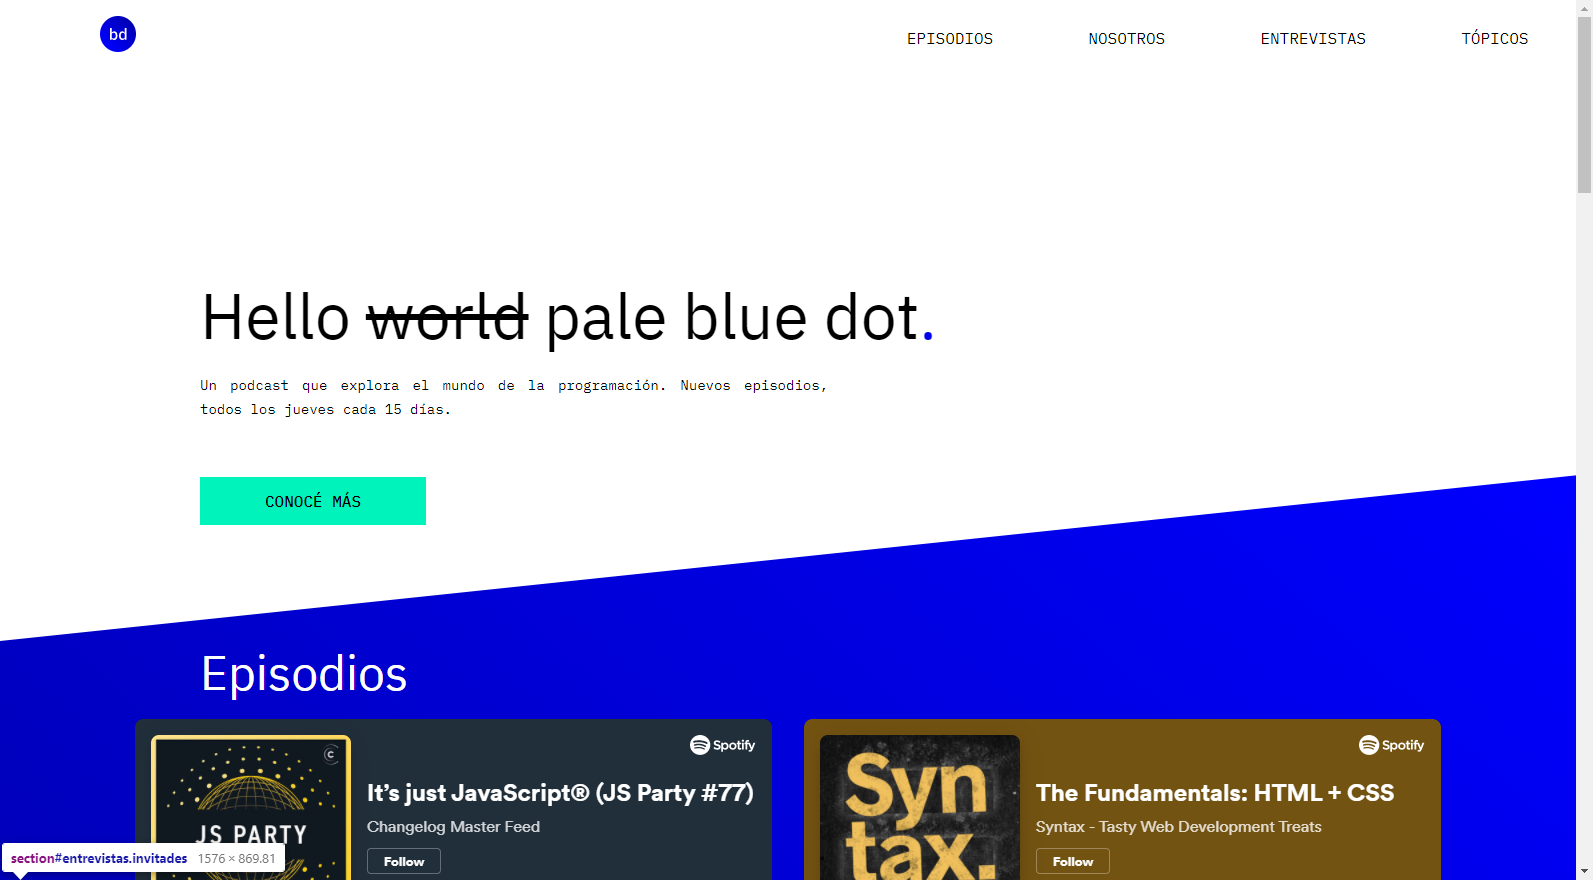 bd
EPISODIOS NOSOTROS ENTREVISTAS TÓPICOS
Hello world pale blue dot.
Un podcast que explora el mundo de la programación. Nuevos episodios,
todos los jueves cada 15 días.
CONOCÉ MÁS
Episodios
Spotify
It's just JavaScript® (JS Party #77)
Changelog Master Feed
Follow
JS PARTY
C
Spotify
The Fundamentals: HTML + CSS
Syntax - Tasty Web Development Treats
Follow
Syn
tax.
section#entrevistas.invitades 1576 × 869.81